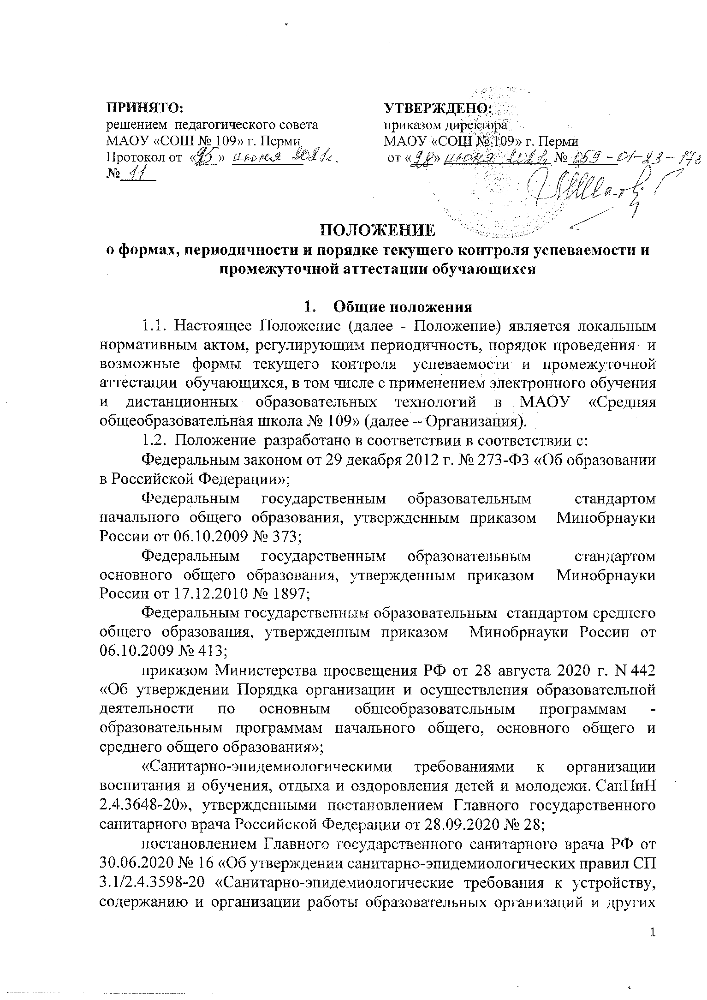 ПРИНЯТО:
решением педагогического совета
МАОУ «СОШ № 109» г. Перми
Протокол от «25» июня 2021г.
№ 11
УТВЕРЖДЕНО:
приказом директора
МАОУ «СОШ № 109» г. Перми
от «28» июня 2021г. № 059-01-23-178
ПОЛОЖЕНИЕ
о формах, периодичности и порядке текущего контроля успеваемости и
промежуточной аттестации обучающихся
1. Общие положения
1.1. Настоящее Положение (далее - Положение) является локальным
нормативным актом, регулирующим периодичность, порядок проведения и
возможные формы текущего контроля успеваемости и промежуточной
аттестации обучающихся, в том числе с применением электронного обучения
и дистанционных образовательных технологий в МАОУ «Средняя
общеобразовательная школа № 109» (далее – Организация).
1.2. Положение разработано в соответствии в соответствии с:
Федеральным законом от 29 декабря 2012 г. № 273-ФЗ «Об образовании
в Российской Федерации»;
Федеральным государственным образовательным стандартом
начального общего образования, утвержденным приказом Минобрнауки
России от 06.10.2009 № 373;
Федеральным государственным образовательным стандартом
основного общего образования, утвержденным приказом Минобрнауки
России от 17.12.2010 № 1897;
Федеральным государственным образовательным стандартом среднего
общего образования, утвержденным приказом Минобрнауки России от
06.10.2009 № 413;
приказом Министерства просвещения РФ от 28 августа 2020 г. N 442
«Об утверждении Порядка организации и осуществления образовательной
деятельности по основным общеобразовательным программам -
образовательным программам начального общего, основного общего и
среднего общего образования»;
«Санитарно-эпидемиологическими требованиями к организации
воспитания и обучения, отдыха и оздоровления детей и молодежи. СанПиН
2.4.3648-20», утвержденными постановлением Главного государственного
санитарного врача Российской Федерации от 28.09.2020 № 28;
постановлением Главного государственного санитарного врача РФ от
30.06.2020 № 16 «Об утверждении санитарно-эпидемиологических правил СП
3.1/2.4.3598-20 «Санитарно-эпидемиологические требования к устройству,
содержанию и организации работы образовательных организаций и других
1